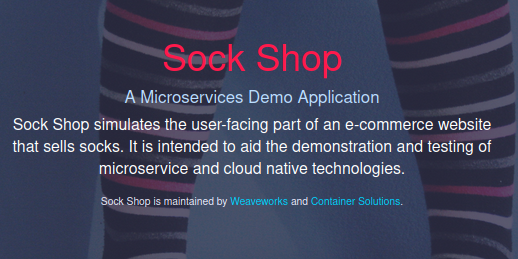 Sock Shop
A Microservices Demo Application
Sock Shop simulates the user-facing part of an e-commerce website
that sells socks. It is intended to aid the demonstration and testing of
microservice and cloud native technologies.
Sock Shop is maintained by Weaveworks and Container Solutions.